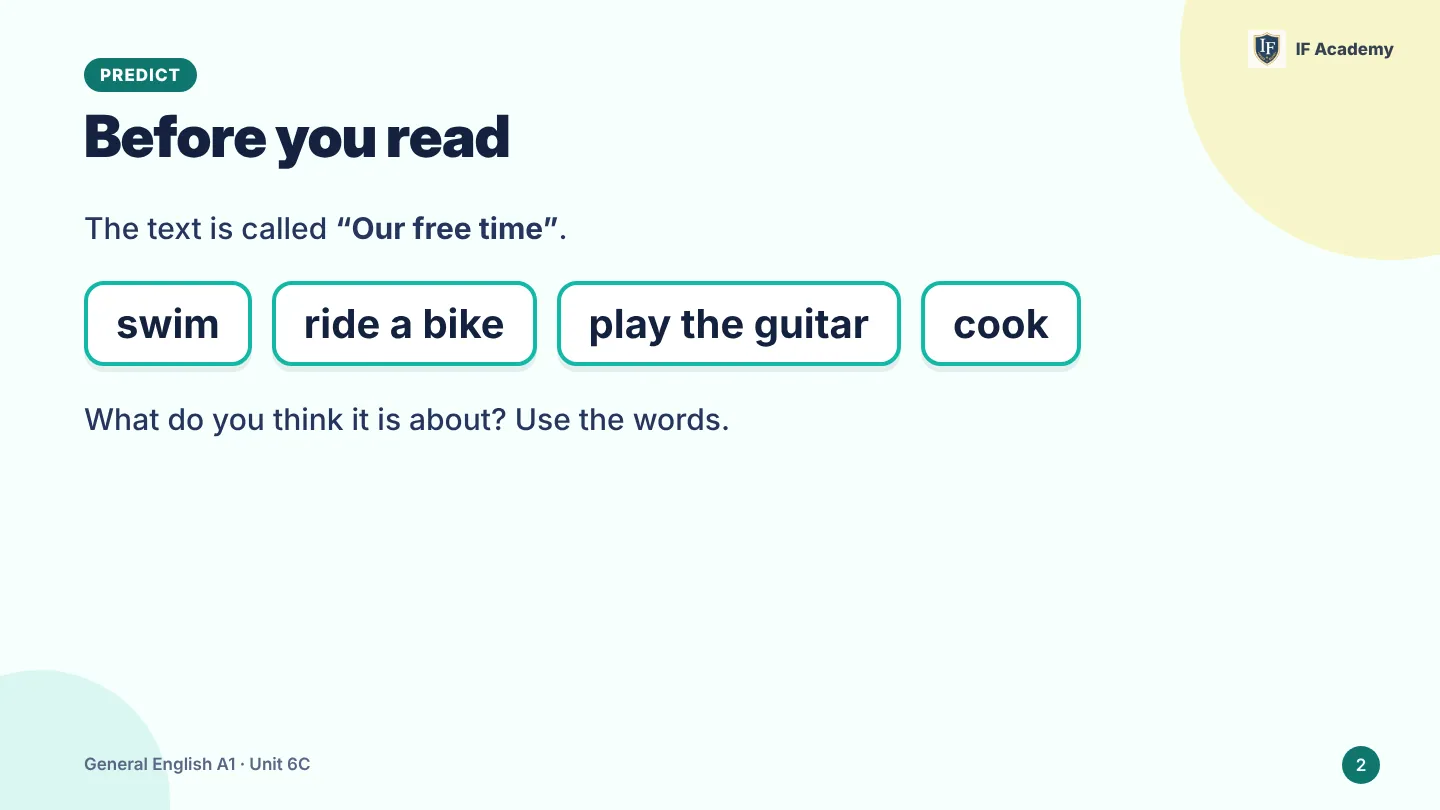 IF IF Academy
PREDICT
Before you read
The text is called “Our free time”.
swim ride a bike play the guitar cook
What do you think it is about? Use the words.
General English A1 · Unit 6C
2